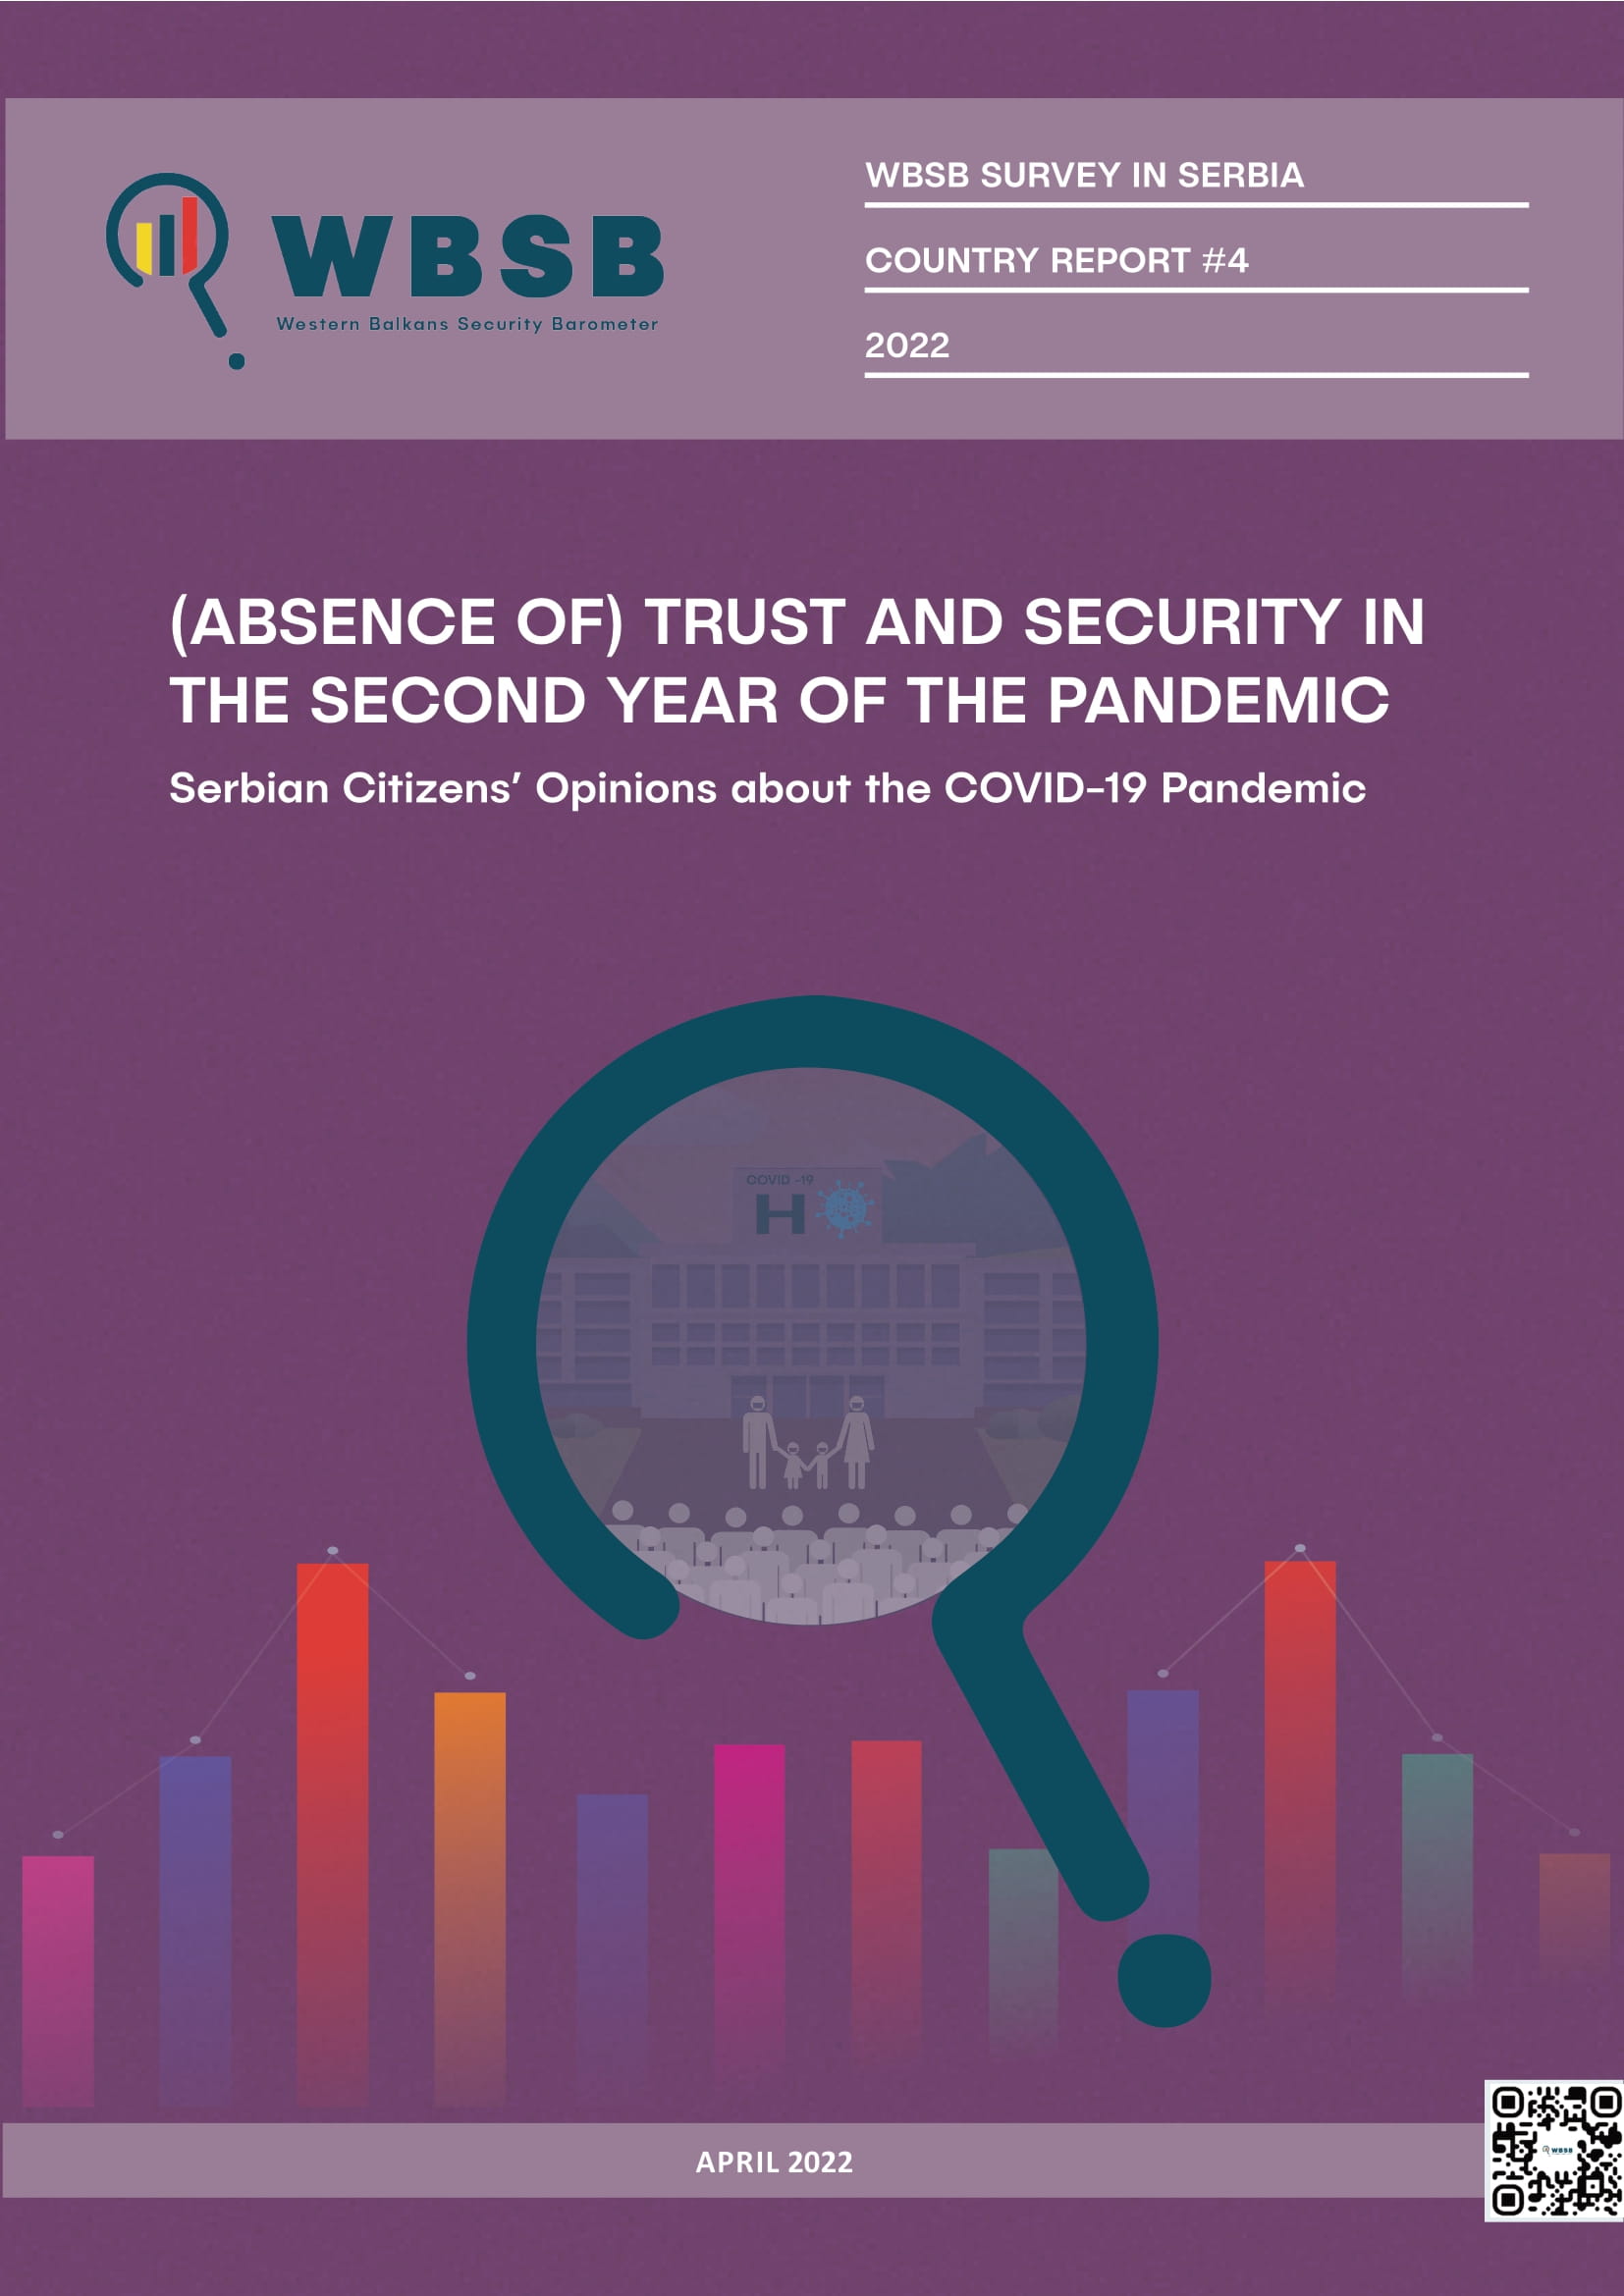 WBSB
Western Balkans Security Barometer
WBSB SURVEY IN SERBIA
COUNTRY REPORT #4
2022
(ABSENCE OF) TRUST AND SECURITY IN
THE SECOND YEAR OF THE PANDEMIC
Serbian Citizens’ Opinions about the COVID-19 Pandemic
COVID -19
H
APRIL 2022
WBSB